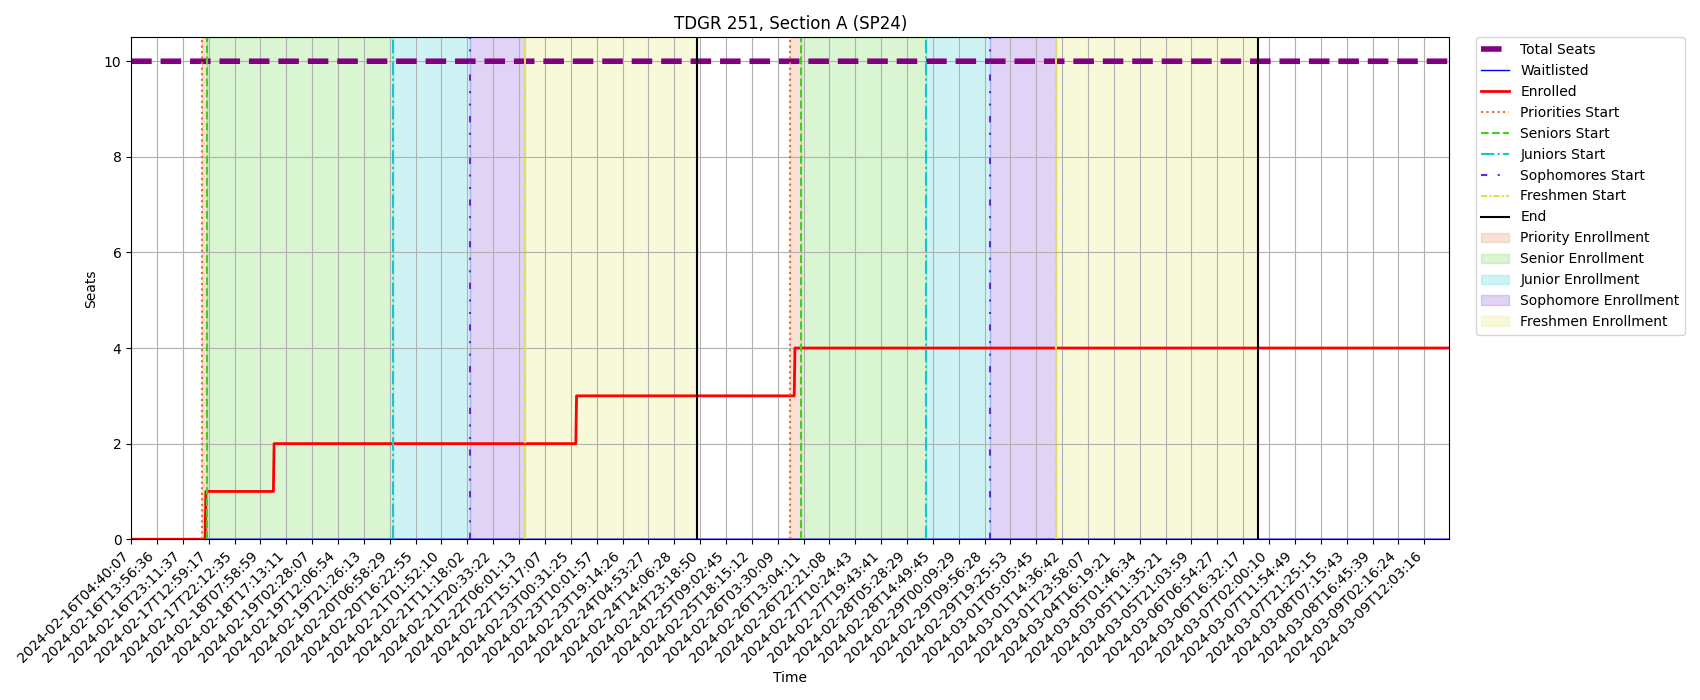 TDGR 251, Section A (SP24)
10
8
6
4
2
0
Seats
2024-02-16T04:40:07
2024-02-16T13:56:36
2024-02-16T23:11:37
2024-02-17T12:59:17
2024-02-17T22:12:35
2024-02-18T07:58:59
2024-02-18T17:13:11
2024-02-19T02:28:07
2024-02-19T12:06:54
2024-02-19T21:26:13
2024-02-20T06:58:29
2024-02-20T16:22:55
2024-02-21T01:52:10
2024-02-21T11:18:02
2024-02-21T20:33:22
2024-02-22T06:01:13
2024-02-22T15:17:07
2024-02-23T00:31:25
2024-02-23T10:01:57
2024-02-23T19:14:26
2024-02-24T04:53:27
2024-02-24T14:06:28
2024-02-24T23:18:50
2024-02-25T09:02:45
2024-02-25T18:15:12
2024-02-26T03:30:09
2024-02-26T13:04:11
2024-02-26T22:21:08
2024-02-27T10:24:43
2024-02-27T19:43:41
2024-02-28T05:28:29
2024-02-28T14:49:45
2024-02-29T00:09:29
2024-02-29T09:56:28
2024-02-29T19:25:53
2024-03-01T05:05:45
2024-03-01T14:36:42
2024-03-01T23:58:07
2024-03-04T16:19:21
2024-03-05T01:46:34
2024-03-05T11:35:21
2024-03-05T21:03:59
2024-03-06T06:54:27
2024-03-06T16:32:17
2024-03-07T02:00:10
2024-03-07T11:54:49
2024-03-07T21:25:15
2024-03-08T07:15:43
2024-03-08T16:45:39
2024-03-09T02:16:24
2024-03-09T12:03:16
Time
Total Seats
Waitlisted
Enrolled
Priorities Start
Seniors Start
Juniors Start
Sophomores Start
Freshmen Start
End
Priority Enrollment
Senior Enrollment
Junior Enrollment
Sophomore Enrollment
Freshmen Enrollment